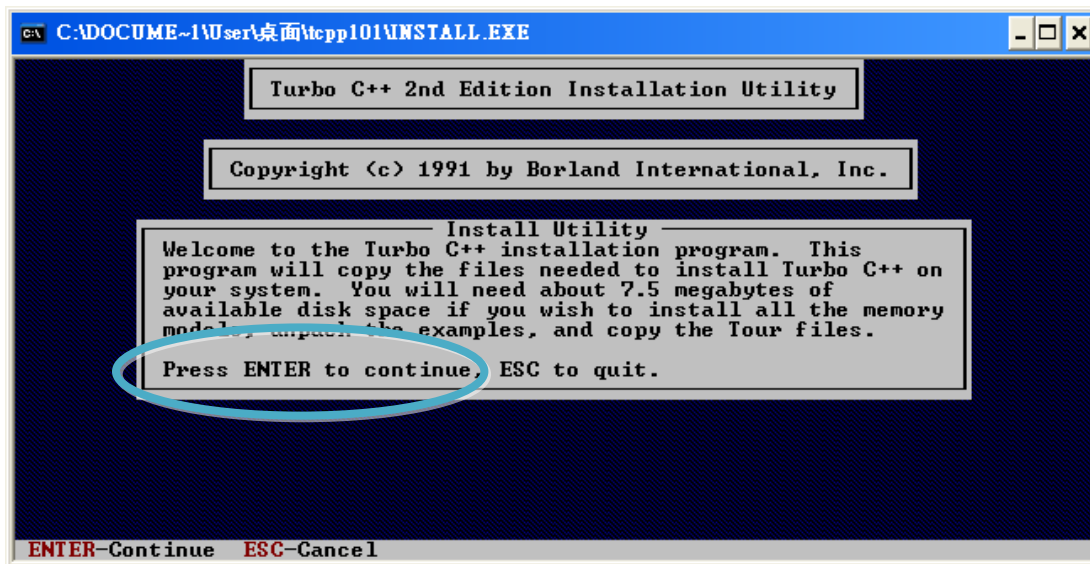 C:\DOCUME~1\User\桌面\tcpp101\INSTALL.EXE
Turbo C++ 2nd Edition Installation Utility
Copyright (c) 1991 by Borland International, Inc.
Install Utility
Welcome to the Turbo C++ installation program.  This
program will copy the files needed to install Turbo C++ on
your system.  You will need about 7.5 megabytes of
available disk space if you wish to install all the memory
models, unpack the examples, and copy the Tour files.
Press ENTER to continue, ESC to quit.
ENTER-Continue   ESC-Cancel